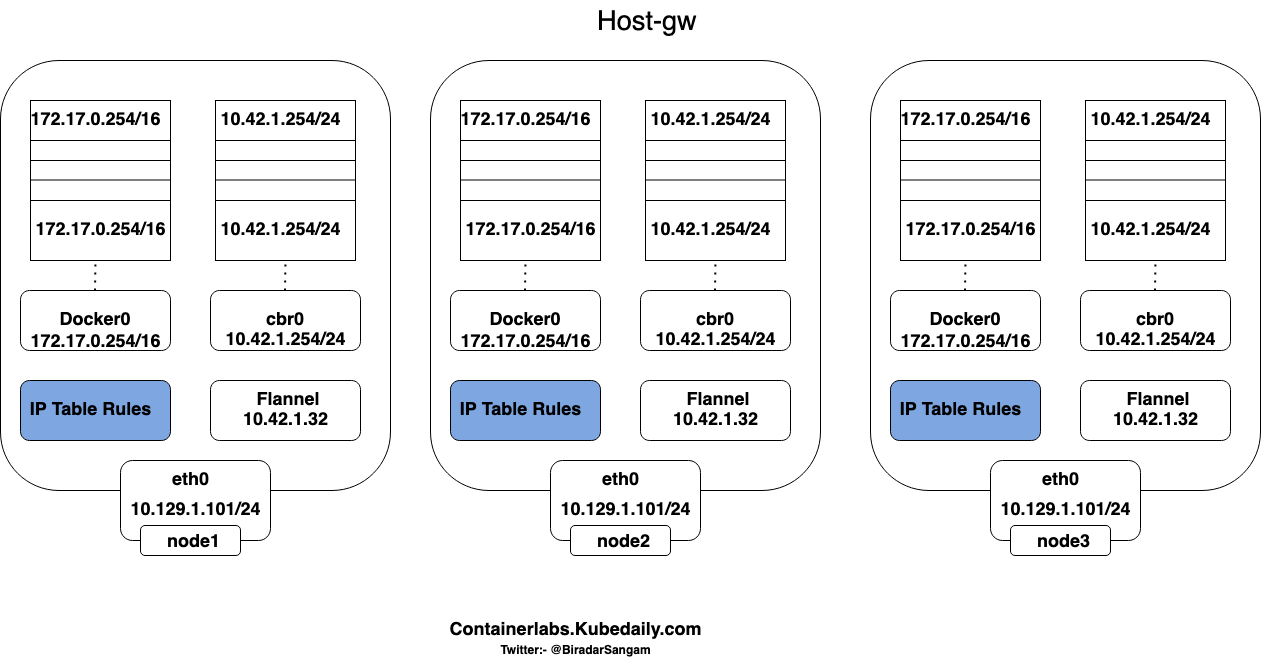 Host-gw
172.17.0.254/16
10.42.1.254/24
172.17.0.254/16
10.42.1.254/24
Docker0
172.17.0.254/16
cbr0
10.42.1.254/24
IP Table Rules
Flannel
10.42.1.32
eth0
10.129.1.101/24
node1
172.17.0.254/16
10.42.1.254/24
172.17.0.254/16
10.42.1.254/24
Docker0
172.17.0.254/16
cbr0
10.42.1.254/24
IP Table Rules
Flannel
10.42.1.32
eth0
10.129.1.101/24
node2
172.17.0.254/16
10.42.1.254/24
172.17.0.254/16
10.42.1.254/24
Docker0
172.17.0.254/16
cbr0
10.42.1.254/24
IP Table Rules
Flannel
10.42.1.32
eth0
10.129.1.101/24
node3
Containerlabs.Kubedaily.com
Twitter:- @BiradarSangam